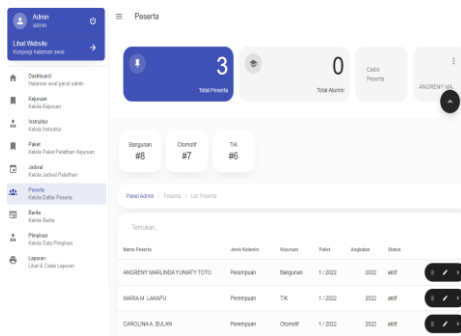 Admin
admin
Lihat Website
Kunjungi halaman awal
Dashboard
Halaman awal panel admin
Kejuruan
Kelola Kejuruan
Instruktur
Kelola Instruktur
Paket
Kelola Paket Pelatihan Kejuruan
Jadwal
Kelola Jadwal Pelatihan
Peserta
Kelola Daftar Peserta
Berita
Kelola Berita
Pimpinan
Kelola Data Pimpinan
Laporan
Lihat & Cetak Laporan
Peserta
3
Total Peserta
0
Total Alumni
Calon
Peserta
ANGRENY MA...
Bangunan
#8
Otomotif
#7
TIK
#6
Panel Admin / Peserta / List Peserta
Temukan...
Nama Peserta Jenis Kelamin Kejuruan Paket Angkatan Status
ANGRENY MARLINDA YUNIATY TOTO Perempuan Bangunan 1 / 2022 2022 aktif
MARIA M. LAKAPU Perempuan TIK 1 / 2022 2022 aktif
CAROLINA A. BULAN Perempuan Otomotif 1 / 2022 2022 aktif